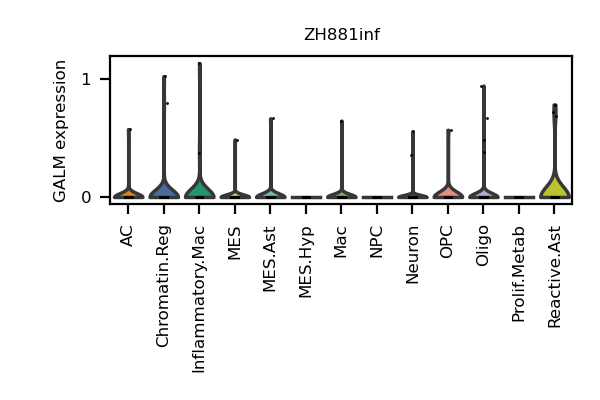 ZH881inf
GALM expression
1
0
AC
Chromatin.Reg
Inflammatory.Mac
MES
MES.Ast
MES.Hyp
Mac
NPC
Neuron
OPC
Oligo
Prolif.Metab
Reactive.Ast